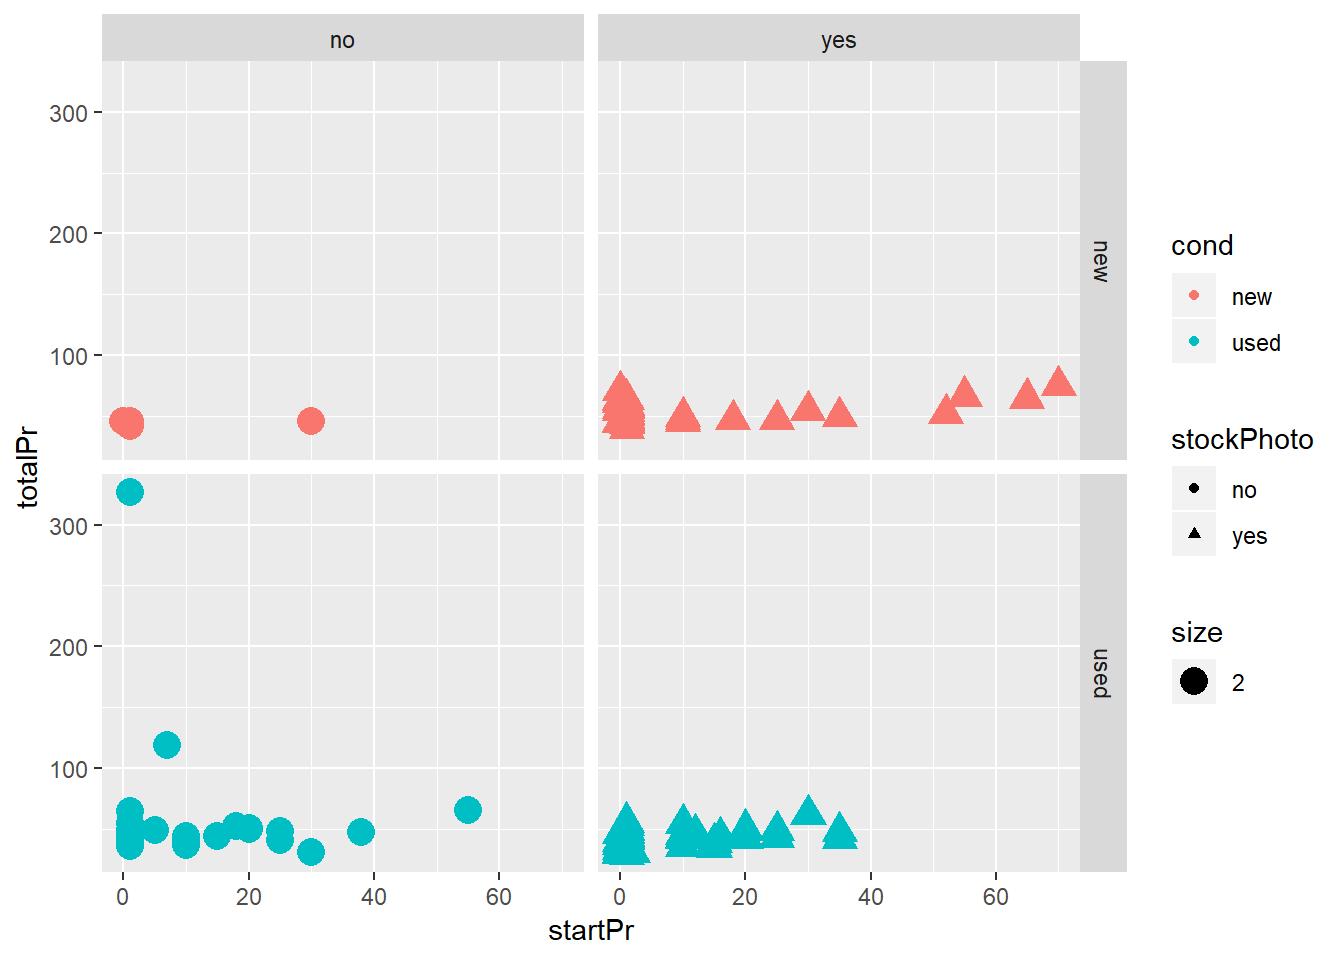 no
yes
300
200
100
new
300
200
100
used
0
20
40
60
0
20
40
60
startPr
totalPr
cond
new
used
stockPhoto
no
yes
size
2